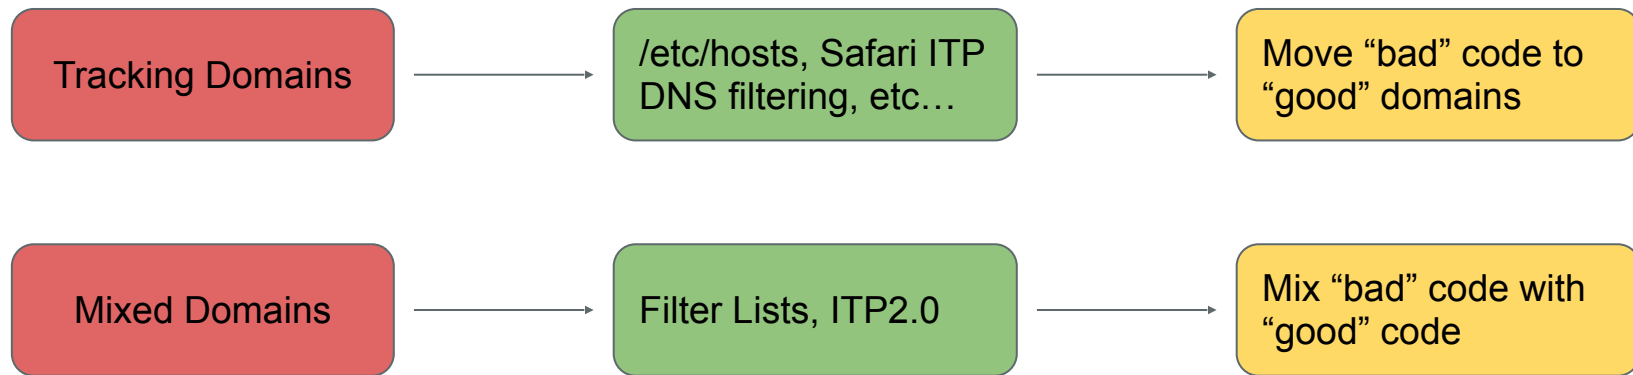 Tracking Domains
/etc/hosts, Safari ITP
DNS filtering, etc…
Move “bad” code to
“good” domains
Mixed Domains
Filter Lists, ITP2.0
Mix “bad” code with
“good” code